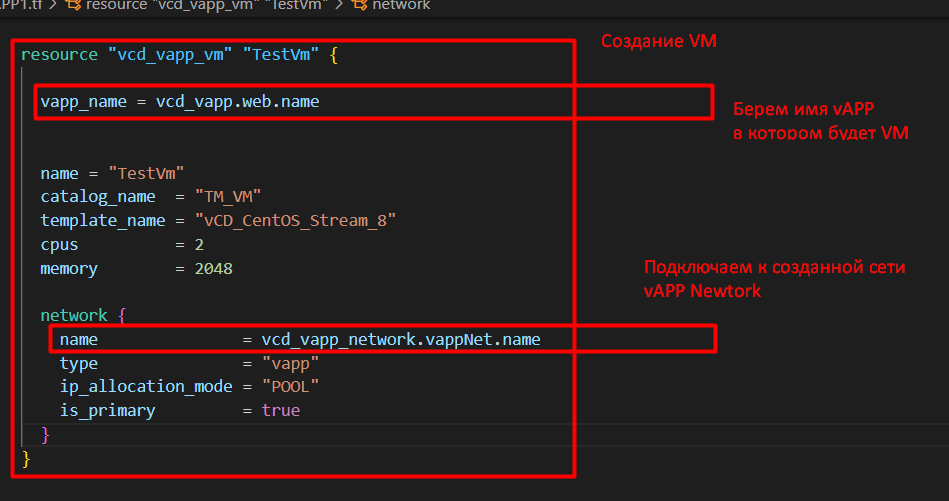 APP1.tf > resource "vcd_vapp_vm" "TestVm" > network
Создание VM
resource "vcd_vapp_vm" "TestVm" {
vapp_name = vcd_vapp.web.name
Берем имя vAPP
в котором будет VM
name = "TestVm"
catalog_name = "TM_VM"
template_name = "vCD_CentOS_Stream_8"
cpus = 2
memory = 2048
Подключаем к созданной сети
vAPP Newtork
network {
name = vcd_vapp_network.vappNet.name
type = "vapp"
ip_allocation_mode = "POOL"
is_primary = true
}
}